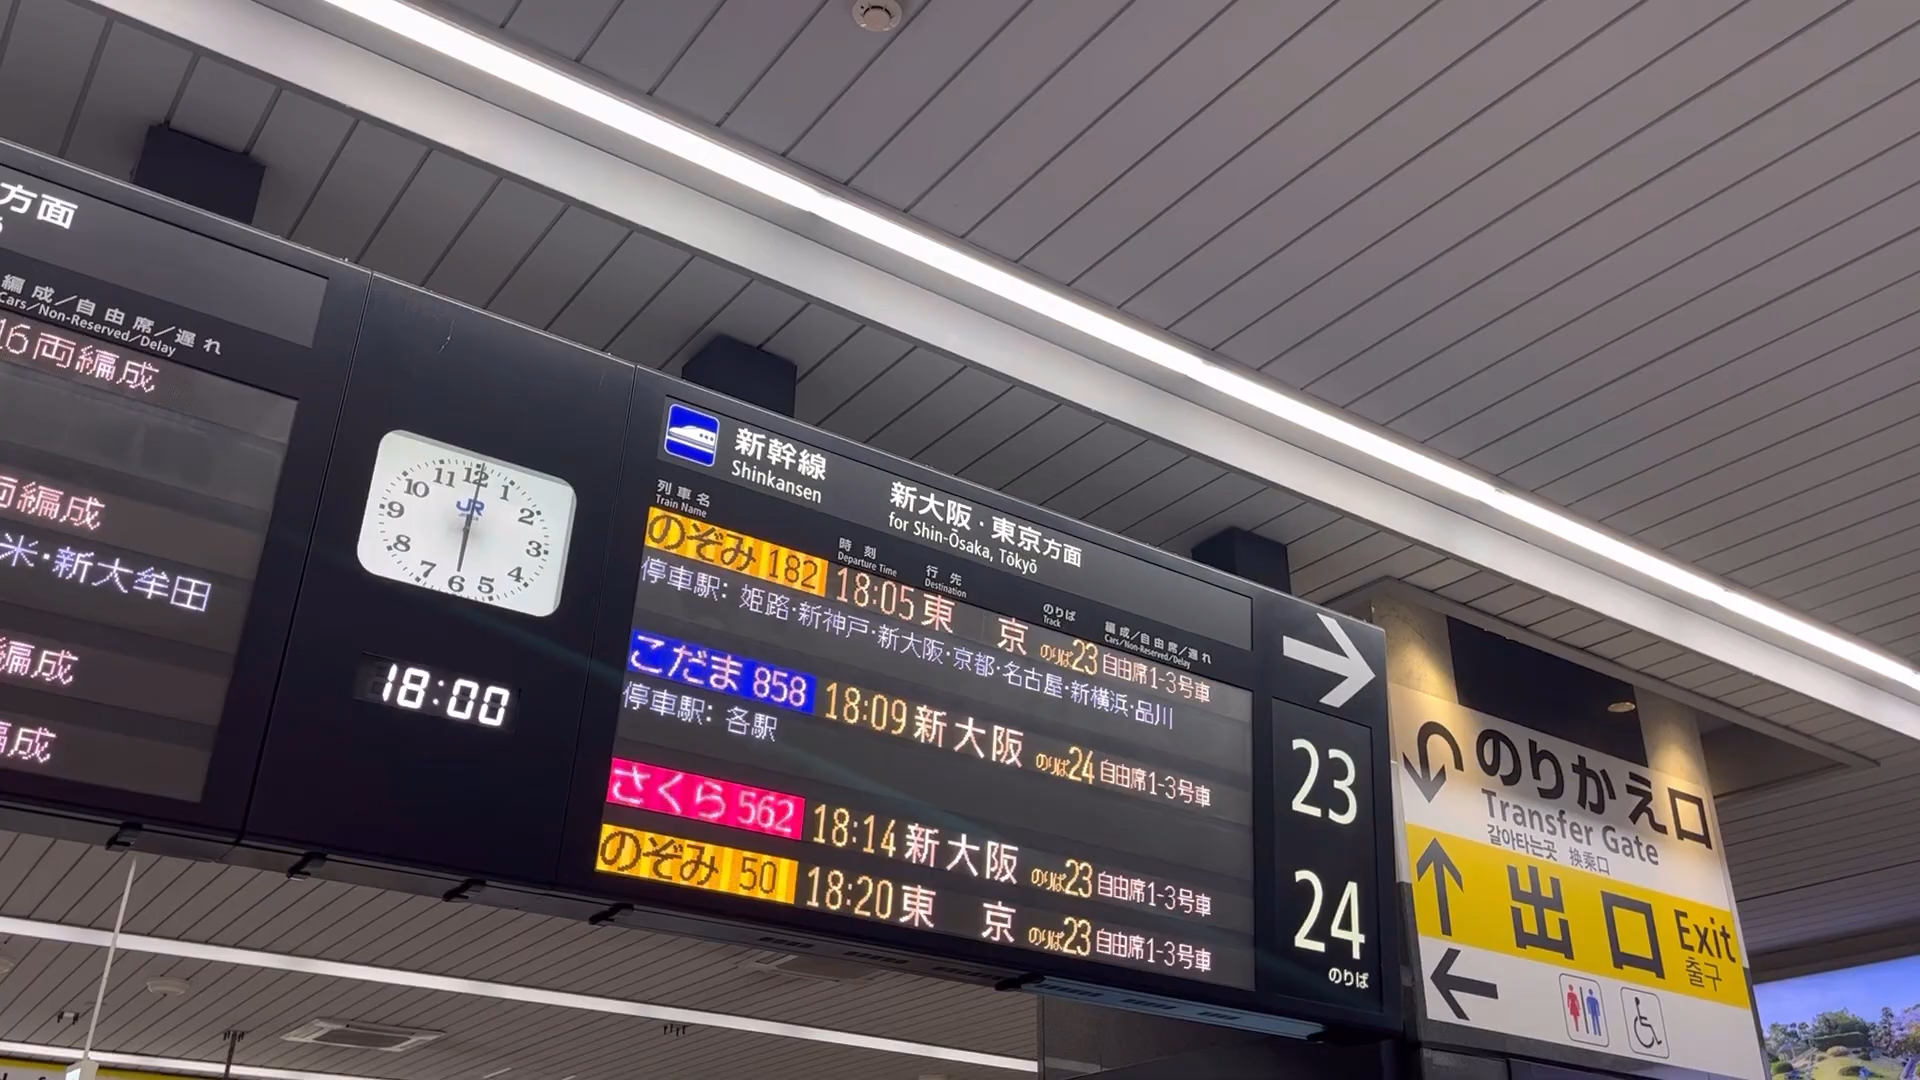 方面
編成／自由席／遅れ
Cars／Non-Reserved／Delay
16両編成
両編成
米・新大牟田
編成
編成
12
1
2
3
4
5
6
7
8
9
10
11
JR
18:00
新幹線
Shinkansen
新大阪・東京方面
for Shin-Ōsaka, Tōkyō
列車名
Train Name
時刻
Departure Time
行先
Destination
のりば
Track
編成／自由席／遅れ
Cars／Non-Reserved／Delay
のぞみ 182 18:05 東京 のりば23 自由席1-3号車
停車駅: 姫路・新神戸・新大阪・京都・名古屋・新横浜・品川
こだま 858 18:09 新大阪 のりば24 自由席1-3号車
停車駅: 各駅
さくら 562 18:14 新大阪 のりば23 自由席1-3号車
のぞみ 50 18:20 東京 のりば23 自由席1-3号車
23
24
のりば
のりかえ口
Transfer Gate
갈아타는곳 换乘口
出口 Exit
출구